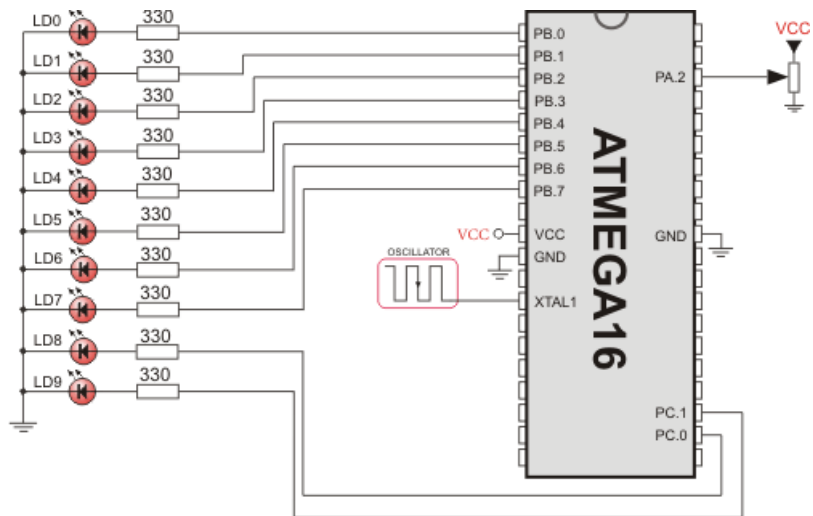 LD0 330
LD1 330
LD2 330
LD3 330
LD4 330
LD5 330
LD6 330
LD7 330
LD8 330
LD9 330
OSCILLATOR
PB.0
PB.1
PB.2
PB.3
PB.4
PB.5
PB.6
PB.7
VCC VCC
GND
XTAL1
ATMEGA16
PA.2
GND
PC.1
PC.0
VCC